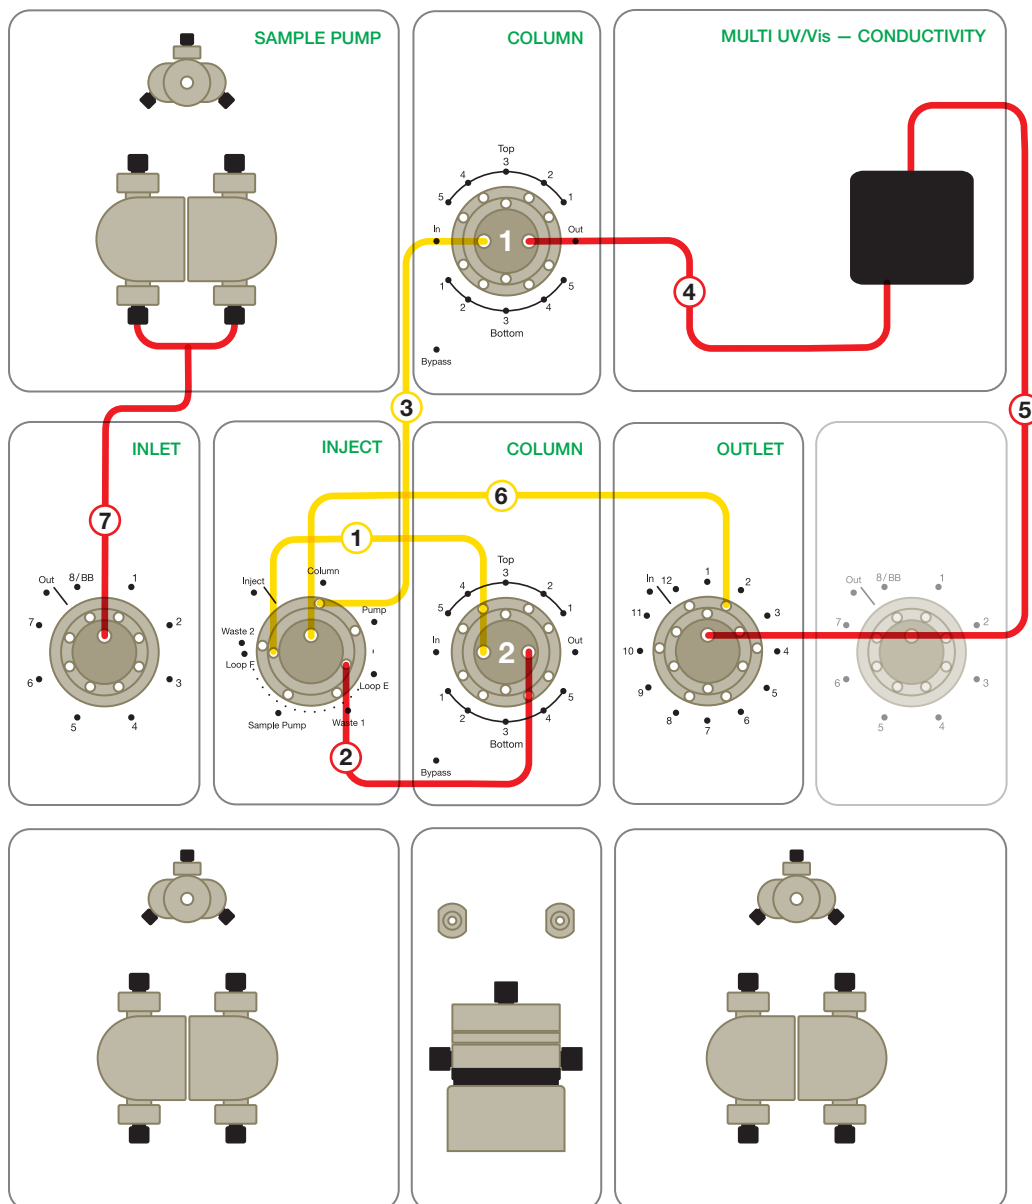 SAMPLE PUMP
COLUMN
MULTI UV/Vis — CONDUCTIVITY
Top
3
4
2
5
1
In
1
Out
1
5
2
4
3
Bottom
Bypass
4
3
5
INLET
INJECT
COLUMN
OUTLET
7
6
1
Out
8/BB
1
7
2
6
3
5
4
Inject
Column
Pump
Waste 2
Loop F
Loop E
Sample Pump
Waste 1
2
Top
3
4
2
5
1
In
2
Out
1
5
2
4
3
Bottom
Bypass
In
12
1
2
11
3
10
4
9
5
8
6
7
Out
8/BB
1
7
2
6
3
5
4